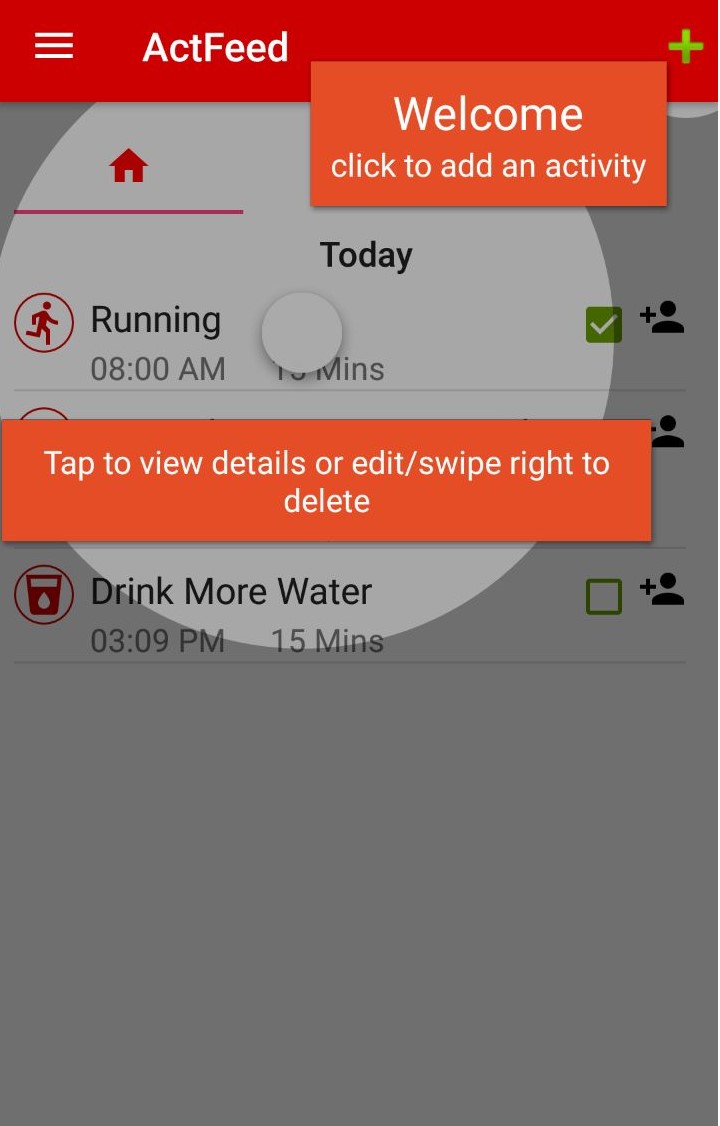 ActFeed
Welcome
click to add an activity
Today
Running
08:00 AM Mins
Tap to view details or edit/swipe right to
delete
Drink More Water
03:09 PM 15 Mins